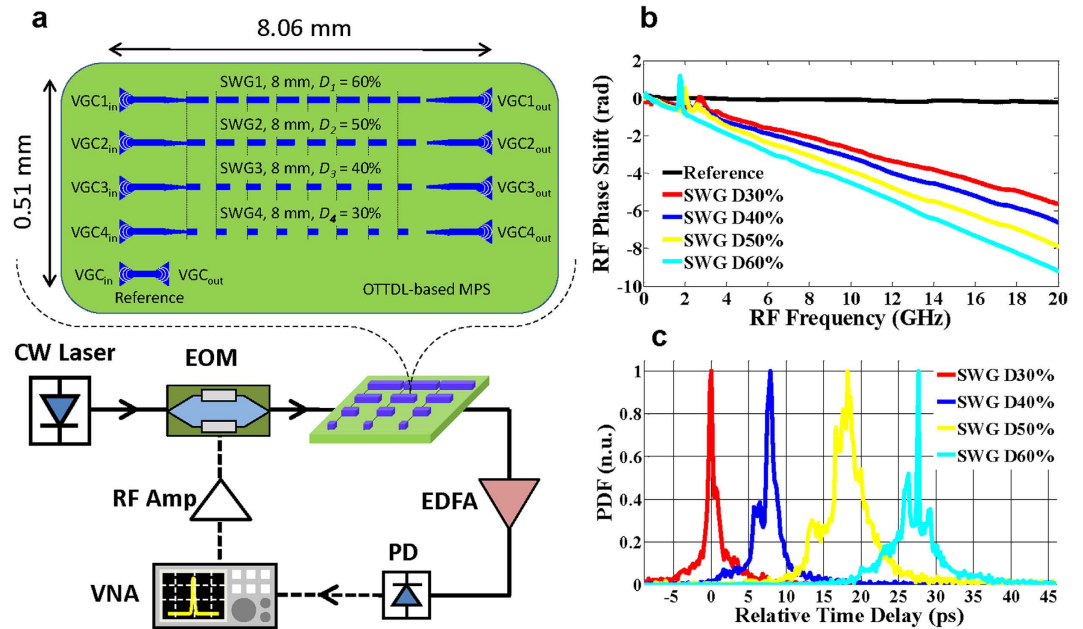 a
8.06 mm
0.51 mm
SWG1, 8 mm, D1 = 60%
VGC1in
VGC1out
SWG2, 8 mm, D2 = 50%
VGC2in
VGC2out
SWG3, 8 mm, D3 = 40%
VGC3in
VGC3out
SWG4, 8 mm, D4 = 30%
VGC4in
VGC4out
VGCin
VGCout
Reference
OTTDL-based MPS
CW Laser
EOM
RF Amp
EDFA
PD
VNA
b
RF Phase Shift (rad)
2
0
-2
-4
-6
-8
-10
Reference
SWG D30%
SWG D40%
SWG D50%
SWG D60%
0 2 4 6 8 10 12 14 16 18 20
RF Frequency (GHz)
c
PDF (n.u.)
1
0.8
0.6
0.4
0.2
0
SWG D30%
SWG D40%
SWG D50%
SWG D60%
-5 0 5 10 15 20 25 30 35 40 45
Relative Time Delay (ps)